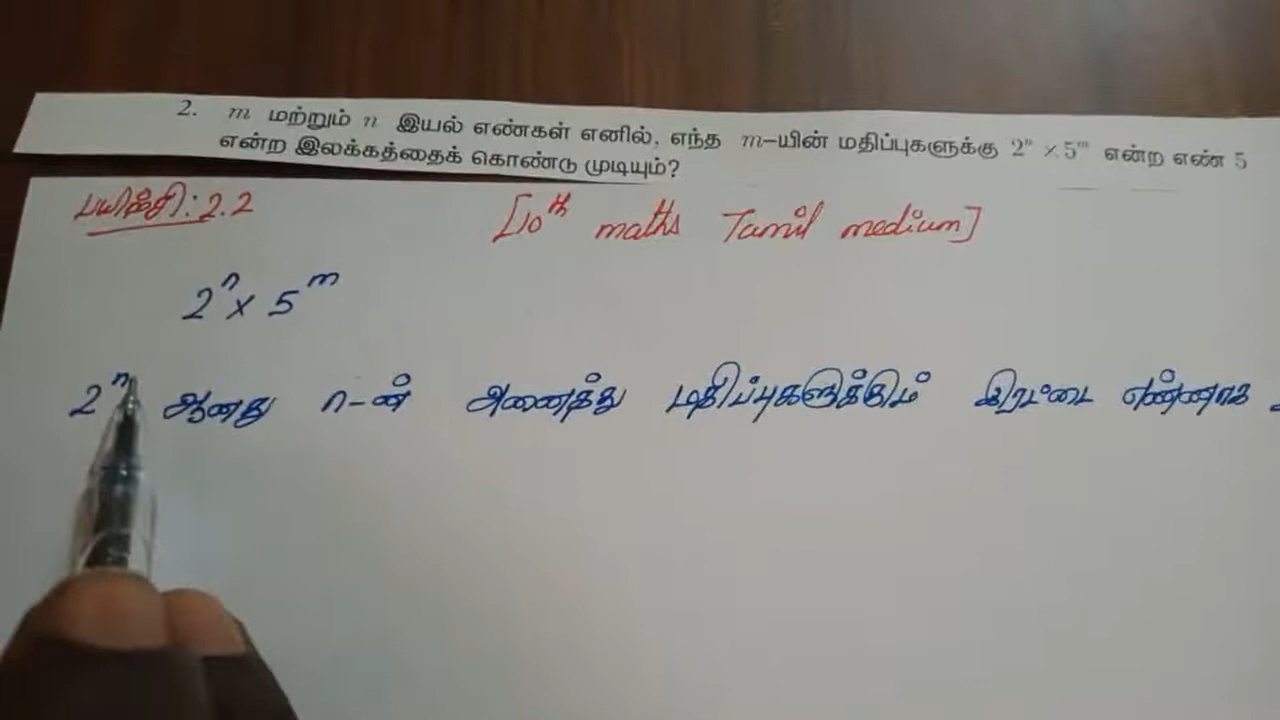 2. m மற்றும் n இயல் எண்கள் எனில், எந்த m-யின் மதிப்புகளுக்கு 2ⁿ × 5ᵐ என்ற எண் 5
என்ற இலக்கத்தைக் கொண்டு முடியும்?
பயிற்சி: 2.2 [10th maths Tamil medium]
2ⁿ × 5ᵐ
2ⁿ ஆனது n-ன் அனைத்து மதிப்புகளுக்கும் இரட்டை எண்ணாக